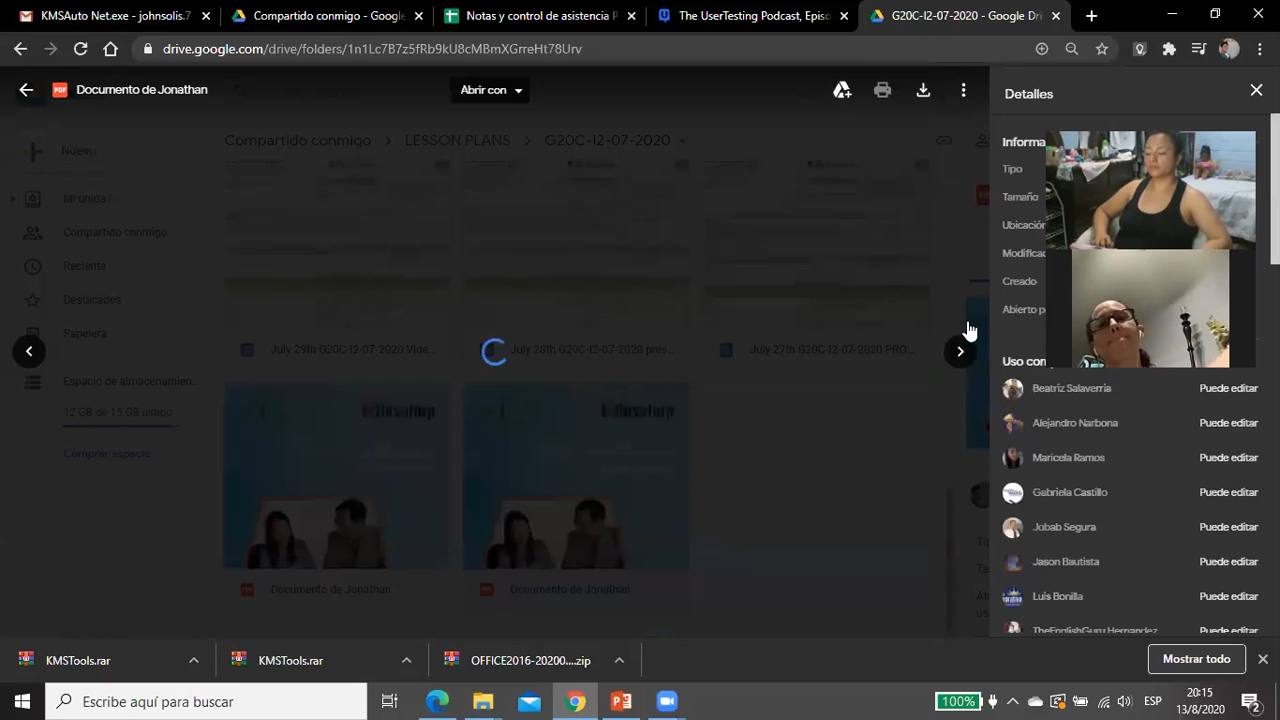 KMSAuto Net.exe - johnsolis.7
Compartido conmigo - Google
Notas y control de asistencia P
The UserTesting Podcast, Episo
G20C-I2-07-2020 - Google Dri
drive.google.com/drive/folders/1n1Lc7B7z5fRb9kU8cMBmXGrreHt78Urv
PDF Documento de Jonathan
Abrir con
Detalles
Compartido conmigo > LESSON PLANS > G20C-I2-07-2020
Informa
Nuevo
Tipo
Tamaño
Mi unida
Ubicación
Compartido conmigo
Modificac
Reciente
Creado
Destacados
Abierto p
Papelera
July 29th G20C-I2-07-2020 Vide...
July 28th G20C-I2-07-2020 pres...
July 27th G20C-I2-07-2020 PRO...
Uso con
Espacio de almacenamien...
Beatriz Salaverria Puede editar
12 GB de 15 GB usado
Alejandro Narbona Puede editar
Comprar espacio
Maricela Ramos Puede editar
Gabriela Castillo Puede editar
Jobab Segura Puede editar
Jason Bautista Puede editar
Documento de Jonathan
Documento de Jonathan
Luis Bonilla Puede editar
TheEnglishGuru Hernandez Puede editar
KMSTools.rar
KMSTools.rar
OFFICE2016-20200....zip
Mostrar todo
Escribe aquí para buscar
100%
ESP
20:15
13/8/2020
2